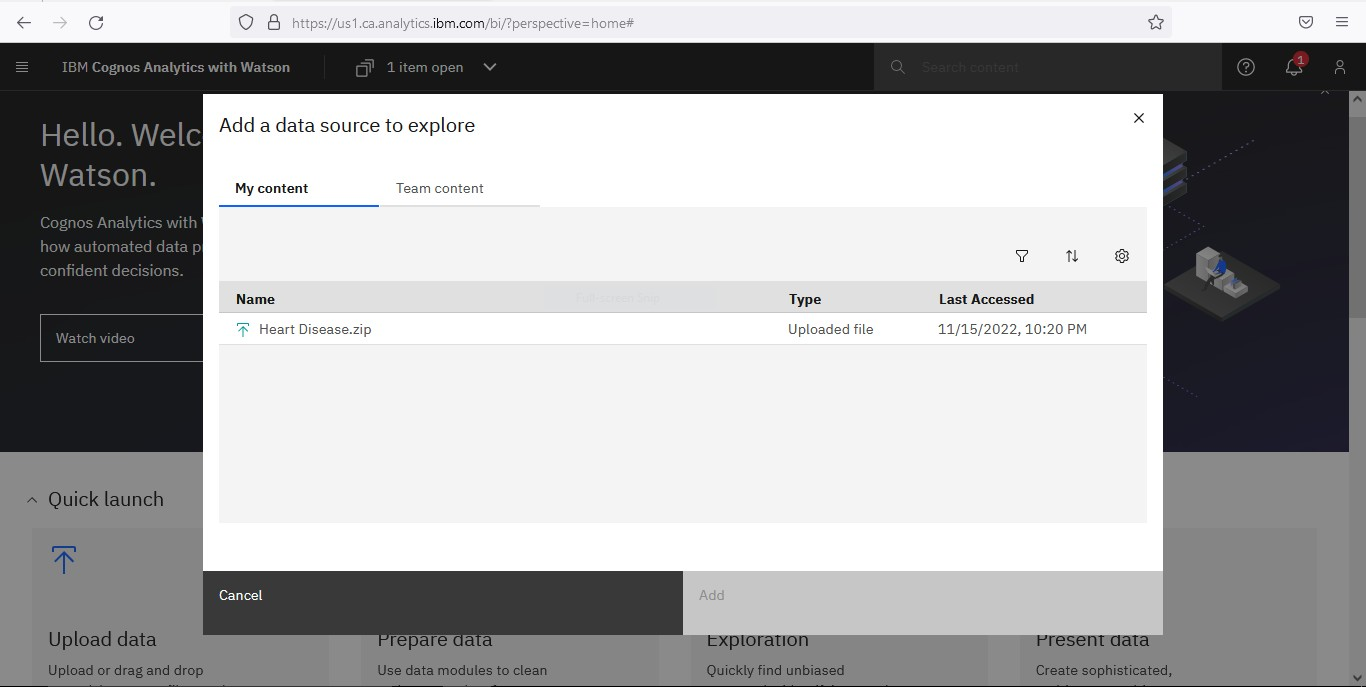 https://us1.ca.analytics.ibm.com/bi/?perspective=home#
IBM Cognos Analytics with Watson
1 item open
Search content
1
Hello. Welc
Watson.
Cognos Analytics with
how automated data p
confident decisions.
Watch video
Add a data source to explore
My content
Team content
Full-screen Snip
Name Type Last Accessed
Heart Disease.zip Uploaded file 11/15/2022, 10:20 PM
Cancel
Add
Quick launch
Upload data
Upload or drag and drop
Prepare data
Use data modules to clean
Exploration
Quickly find unbiased
Present data
Create sophisticated,